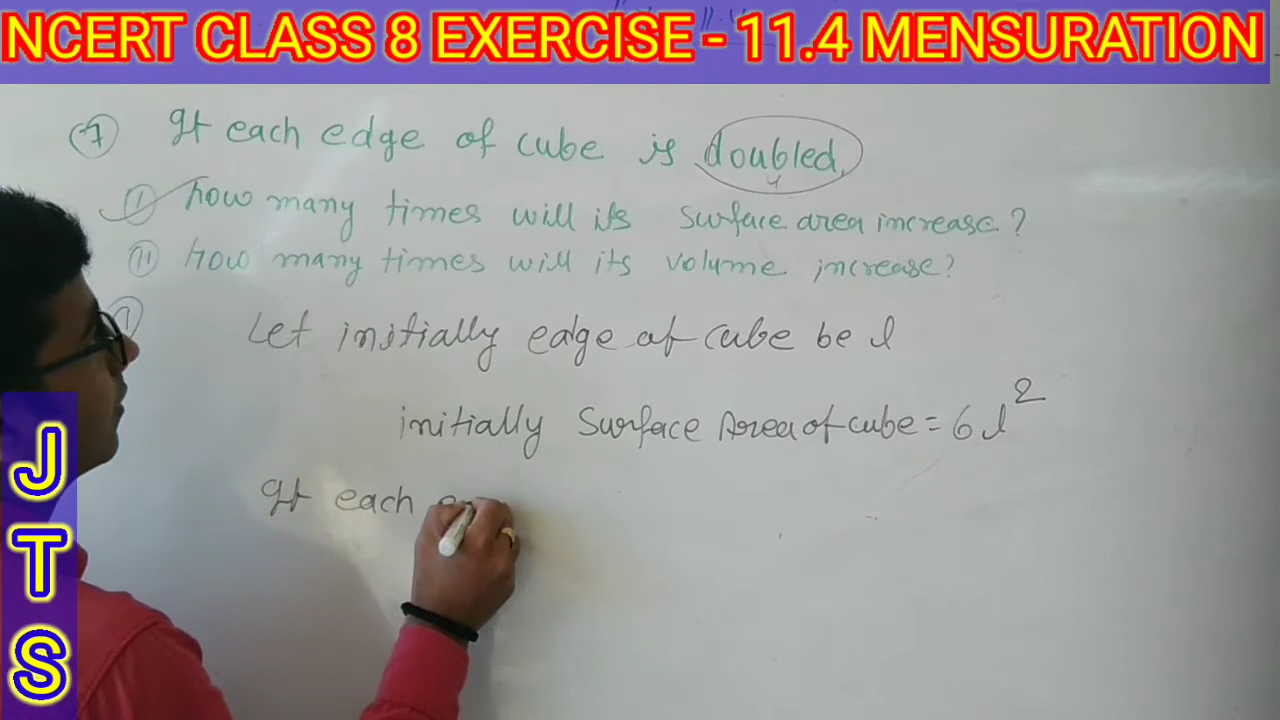 NCERT CLASS 8 EXERCISE - 11.4 MENSURATION
7 If each edge of cube is doubled,
(I) how many times will its surface area increase?
(II) how many times will its volume increase?
(I) Let initially edge of cube be l
initially Surface Area of cube = 6l²
If each
JTS